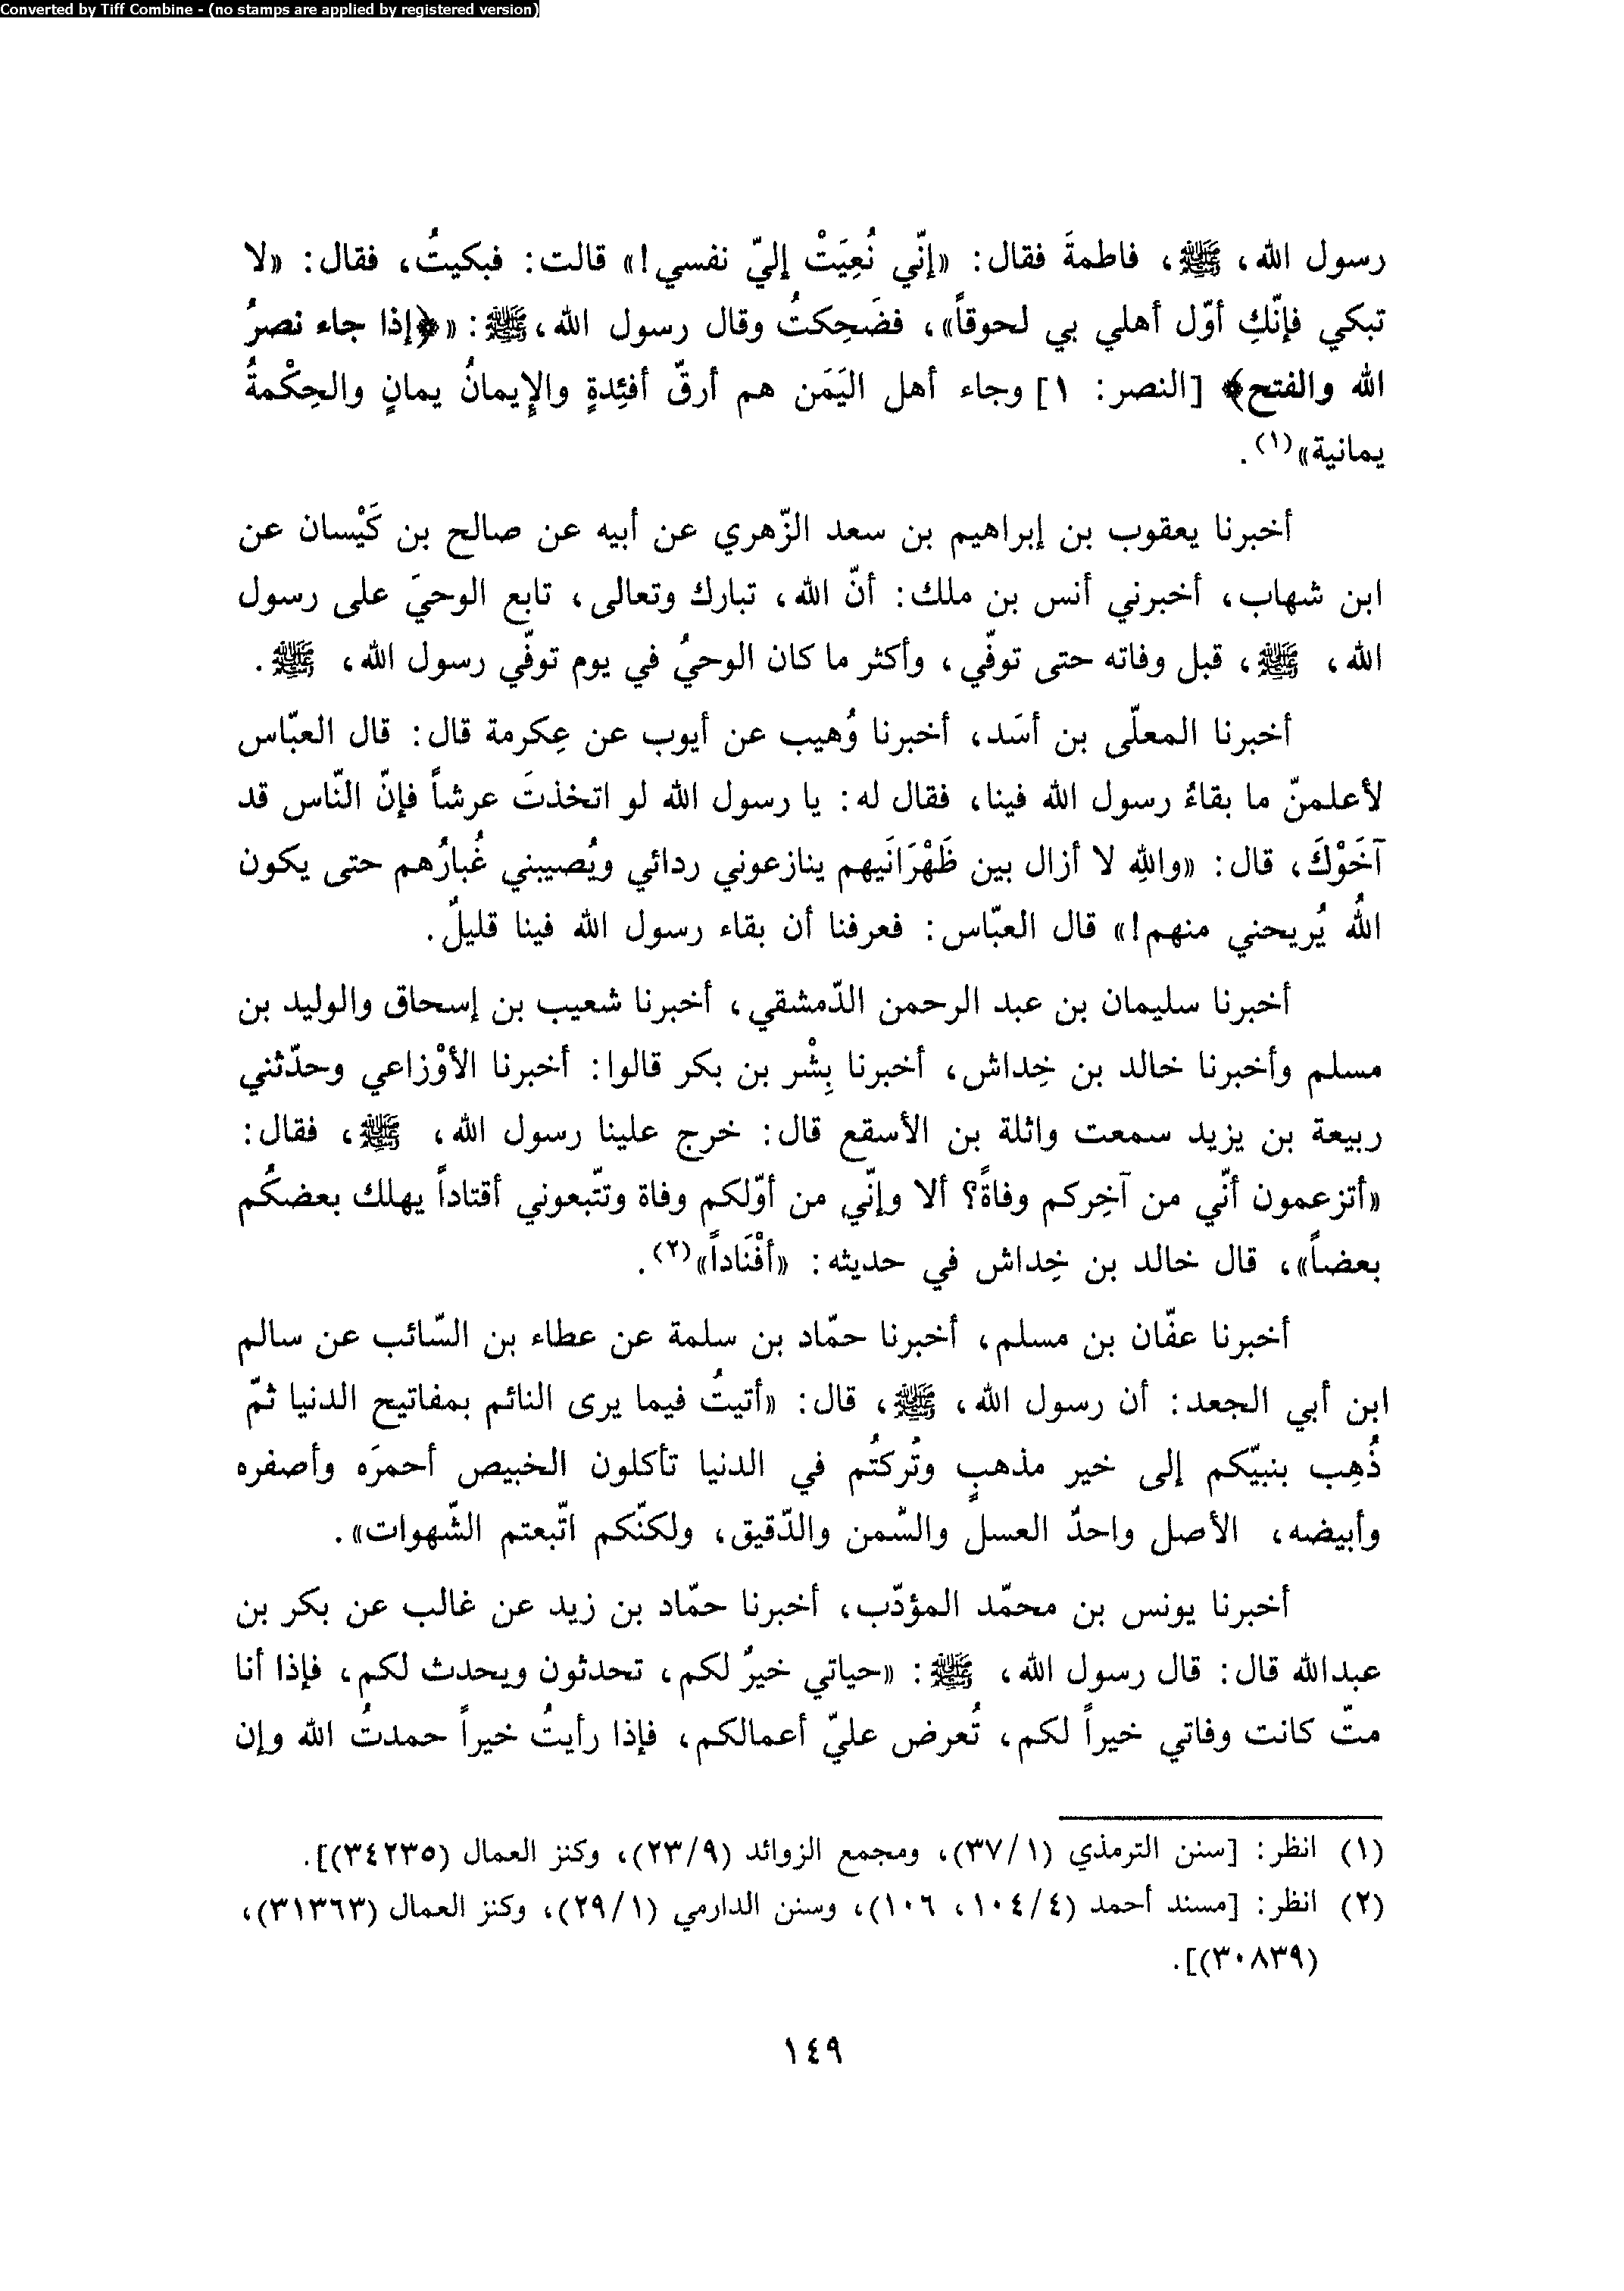 Converted by Tiff Combine - (no stamps are applied by registered version)
رسول الله، ﷺ، فاطمةَ فقال: «إنّي نُعِيَتْ إليّ نفسي!» قالت: فبكيتُ، فقال: «لا
تبكي فإنّكِ أوّل أهلي بي لحوقاً»، فضَحِكتُ وقال رسول الله، ﷺ: «﴿إذا جاء نصرُ
الله والفتح﴾ [النصر: ١] وجاء أهل اليَمَن هم أرقّ أفئِدةٍ والإيمانُ يمانٍ والحِكْمةُ
يمانية»(١).
أخبرنا يعقوب بن إبراهيم بن سعد الزّهري عن أبيه عن صالح بن كَيْسان عن
ابن شهاب، أخبرني أنس بن ملك: أنّ الله، تبارك وتعالى، تابع الوحيَ على رسول
الله، ﷺ، قبل وفاته حتى توفّي، وأكثر ما كان الوحيُ في يوم توفّي رسول الله، ﷺ.
أخبرنا المعلّى بن أسَد، أخبرنا وُهيب عن أيوب عن عِكرمة قال: قال العبّاس
لأعلمنّ ما بقاءُ رسول الله فينا، فقال له: يا رسول الله لو اتخذتَ عرشاً فإنّ النّاس قد
آخَوْكَ، قال: «واللهِ لا أزال بين ظَهْرَانَيهم ينازعوني ردائي ويُصيبني غُبارُهم حتى يكون
اللهُ يُريحني منهم!» قال العبّاس: فعرفنا أن بقاء رسول الله فينا قليلٌ.
أخبرنا سليمان بن عبد الرحمن الدّمشقي، أخبرنا شعيب بن إسحاق والوليد بن
مسلم وأخبرنا خالد بن خِداش، أخبرنا بِشْر بن بكر قالوا: أخبرنا الأوْزاعي وحدّثني
ربيعة بن يزيد سمعت واثلة بن الأسقع قال: خرج علينا رسول الله، ﷺ، فقال:
«أتزعمون أنّي من آخِركم وفاةً؟ ألا وإنّي من أوّلكم وفاة وتتّبعوني أقتاداً يهلك بعضكُم
بعضاً»، قال خالد بن خِداش في حديثه: «أفْنَاداً»(٢).
أخبرنا عفّان بن مسلم، أخبرنا حمّاد بن سلمة عن عطاء بن السّائب عن سالم
ابن أبي الجعد: أن رسول الله، ﷺ، قال: «أتيتُ فيما يرى النائم بمفاتيح الدنيا ثمّ
ذُهِب بنبيّكم إلى خير مذهبٍ وتُركتُم في الدنيا تأكلون الخبيص أحمرَه وأصفره
وأبيضه، الأصل واحدٌ العسل والسّمن والدّقيق، ولكنّكم اتّبعتم الشّهوات».
أخبرنا يونس بن محمّد المؤدّب، أخبرنا حمّاد بن زيد عن غالب عن بكر بن
عبدالله قال: قال رسول الله، ﷺ: «حياتي خيرٌ لكم، تحدثون ويحدث لكم، فإذا أنا
متّ كانت وفاتي خيراً لكم، تُعرض عليّ أعمالكم، فإذا رأيتُ خيراً حمدتُ الله وإن
(١) انظر: [سنن الترمذي (٣٧/١)، ومجمع الزوائد (٢٣/٩)، وكنز العمال (٣٤٢٣٥)].
(٢) انظر: [مسند أحمد (١٠٤/٤، ١٠٦)، وسنن الدارمي (٢٩/١)، وكنز العمال (٣١٣٦٣)،
(٣٠٨٣٩)].
١٤٩